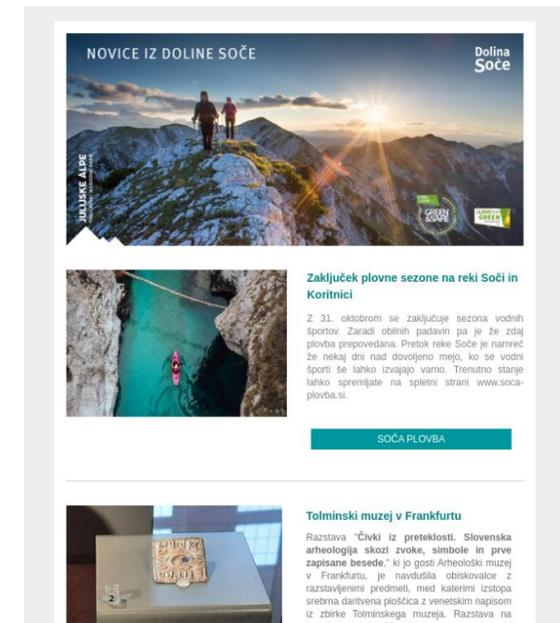 NOVICE IZ DOLINE SOČE
Dolina
Soče
JULIJSKE ALPE
GREEN
&SAFE
SLOVENIA
GREEN
Zaključek plovne sezone na reki Soči in
Koritnici
Z 31. oktobrom se zaključuje sezona vodnih
športov. Zaradi obilnih padavin pa je že zdaj
plovba prepovedana. Pretok reke Soče je namreč
že nekaj dni nad dovoljeno mejo, ko se vodni
športi še lahko izvajajo varno. Trenutno stanje
lahko spremljate na spletni strani www.soca-
plovba.si.
SOČA PLOVBA
Tolminski muzej v Frankfurtu
Razstava "Čivki iz preteklosti. Slovenska
arheologija skozi zvoke, simbole in prve
zapisane besede," ki jo gosti Arheološki muzej
v Frankfurtu, je navdušila obiskovalce z
razstavljenimi predmeti, med katerimi izstopa
srebrna daritvena ploščica z venetskim napisom
iz zbirke Tolminskega muzeja. Razstava na
2